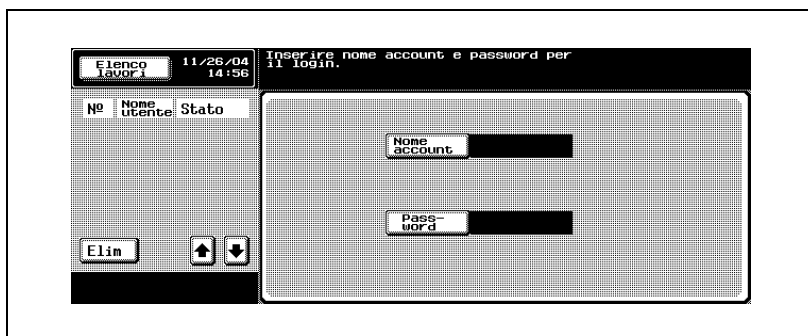 Elenco
lavori
11/26/04
14:56
Inserire nome account e password per
il login.
Nº Nome
utente Stato
Nome
account
Pass-
word
Elim